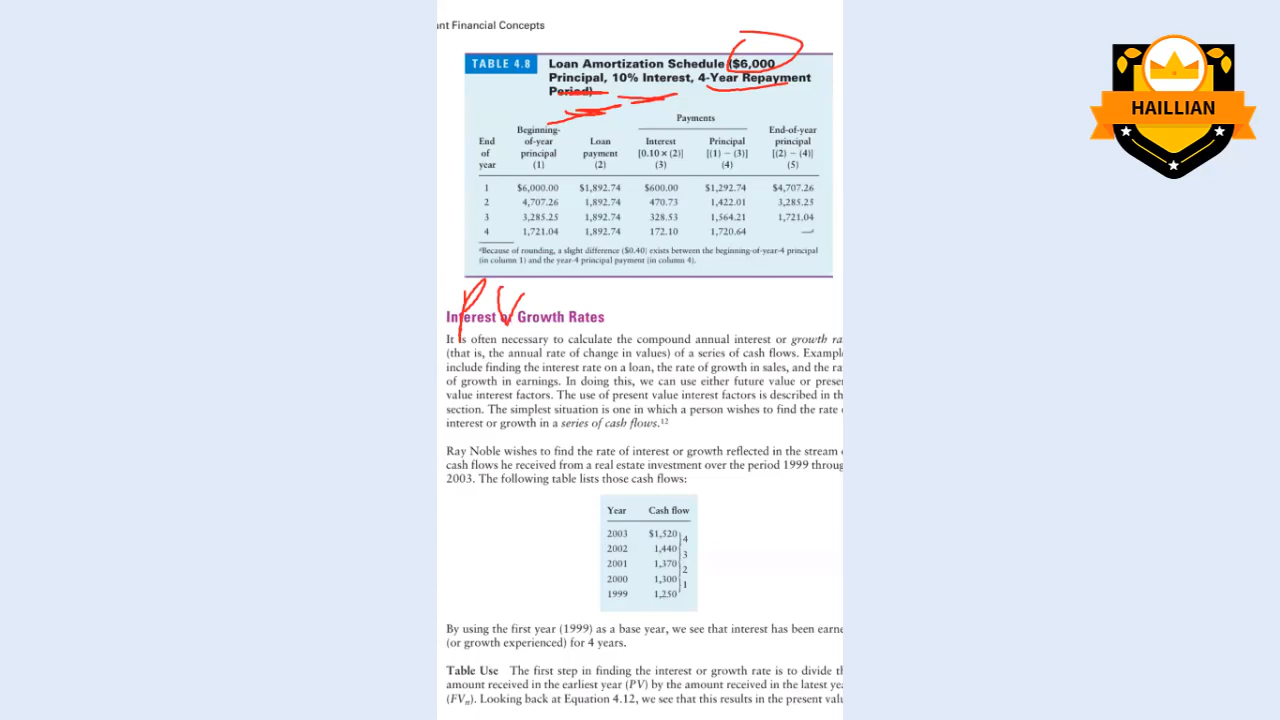 ant Financial Concepts
TABLE 4.8 Loan Amortization Schedule ($6,000
Principal, 10% Interest, 4-Year Repayment
Period)
Payments
Beginning- End-of-year
End of-year Loan Interest Principal principal
of principal payment [0.10 × (2)] [(1) − (3)] [(2) − (4)]
year (1) (2) (3) (4) (5)
1 $6,000.00 $1,892.74 $600.00 $1,292.74 $4,707.26
2 4,707.26 1,892.74 470.73 1,422.01 3,285.25
3 3,285.25 1,892.74 328.53 1,564.21 1,721.04
4 1,721.04 1,892.74 172.10 1,720.64 —a
aBecause of rounding, a slight difference ($0.40) exists between the beginning-of-year-4 principal
(in column 1) and the year-4 principal payment (in column 4).
PV
Interest or Growth Rates
It is often necessary to calculate the compound annual interest or growth ra
(that is, the annual rate of change in values) of a series of cash flows. Example
include finding the interest rate on a loan, the rate of growth in sales, and the ra
of growth in earnings. In doing this, we can use either future value or prese
value interest factors. The use of present value interest factors is described in th
section. The simplest situation is one in which a person wishes to find the rate
interest or growth in a series of cash flows.12
Ray Noble wishes to find the rate of interest or growth reflected in the stream
cash flows he received from a real estate investment over the period 1999 throug
2003. The following table lists those cash flows:
Year Cash flow
2003 $1,520
4
2002 1,440
3
2001 1,370
2
2000 1,300
1
1999 1,250
By using the first year (1999) as a base year, we see that interest has been earne
(or growth experienced) for 4 years.
Table Use The first step in finding the interest or growth rate is to divide th
amount received in the earliest year (PV) by the amount received in the latest yea
(FVn). Looking back at Equation 4.12, we see that this results in the present valu
HAILLIAN